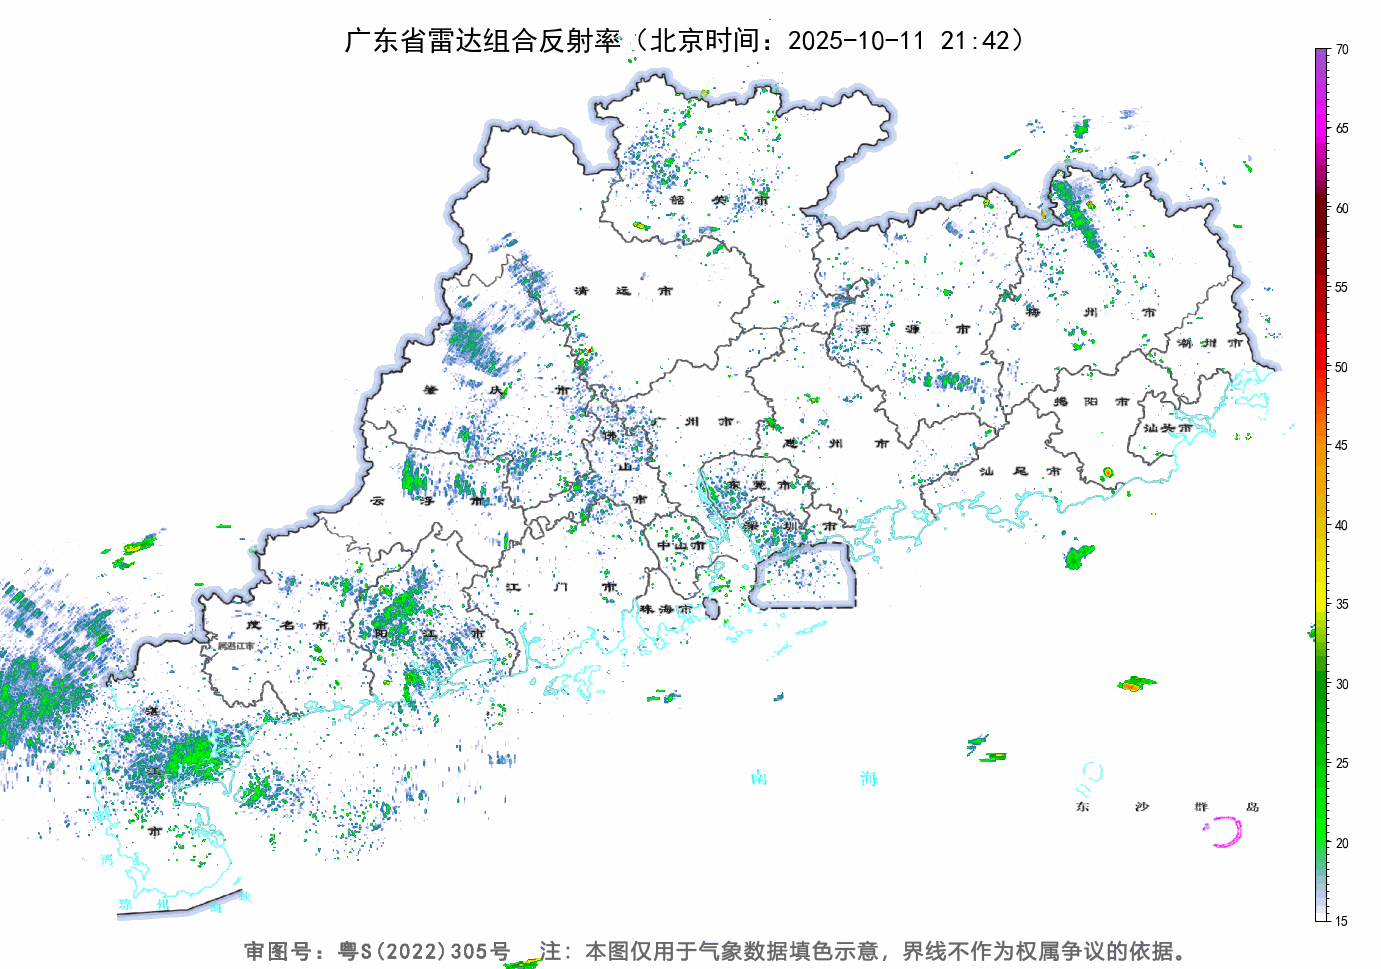 广东省雷达组合反射率（北京时间：2025-10-11 21:42）
70
65
60
55
50
45
40
35
30
25
20
15
韶关市
清远市
河源市
梅州市
潮州市
肇庆市
广州市
惠州市
揭阳市
汕头市
佛山市
东莞市
汕尾市
云浮市
深圳市
中山市
江门市
珠海市
茂名市
阳江市
属湛江市
湛江市
南海
东沙群岛
湾
琼州海峡
审图号：粤S(2022)305号 注：本图仅用于气象数据填色示意，界线不作为权属争议的依据。